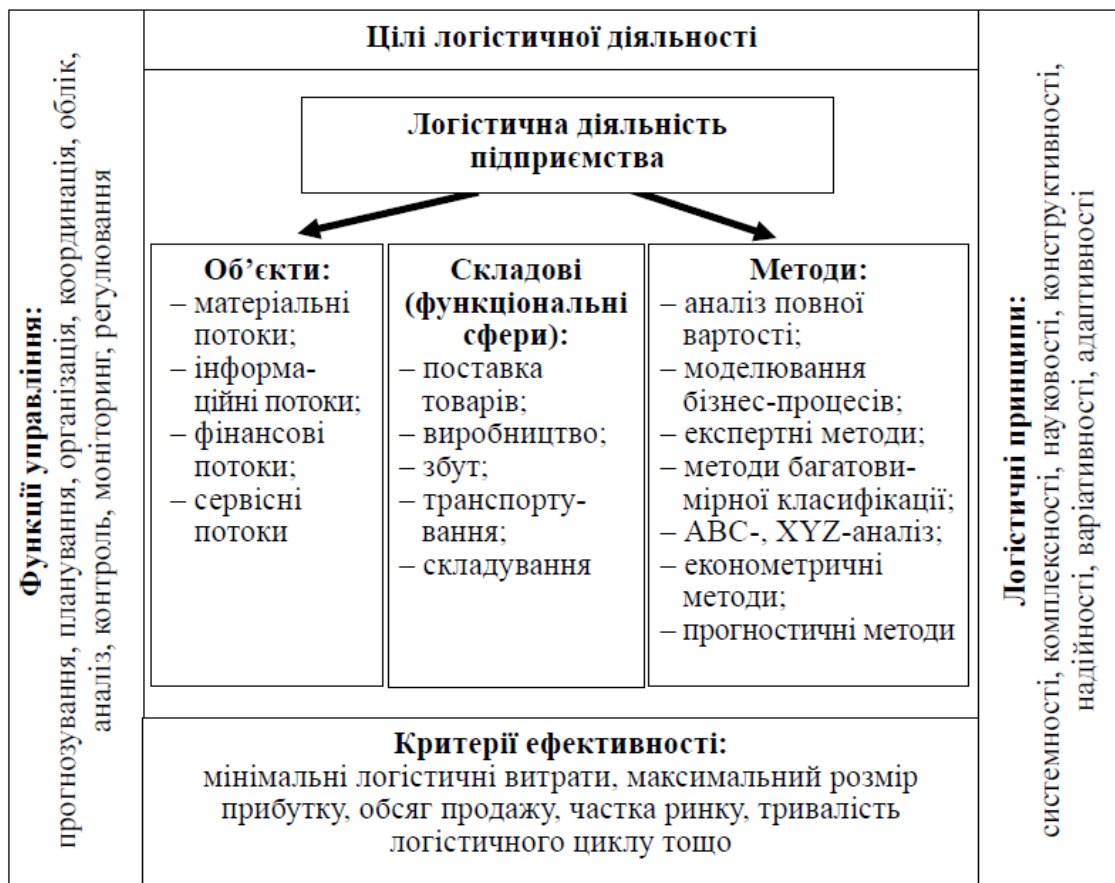 Цілі логістичної діяльності
Функції управління:
прогнозування, планування, організація, координація, облік,
аналіз, контроль, моніторинг, регулювання
Логістична діяльність
підприємства
Об’єкти:
– матеріальні
потоки;
– інформа-
ційні потоки;
– фінансові
потоки;
– сервісні
потоки
Складові
(функціональні
сфери):
– поставка
товарів;
– виробництво;
– збут;
– транспорту-
вання;
– складування
Методи:
– аналіз повної
вартості;
– моделювання
бізнес-процесів;
– експертні методи;
– методи багатови-
мірної класифікації;
– АВС-, XYZ-аналіз;
– економетричні
методи;
– прогностичні методи
Критерії ефективності:
мінімальні логістичні витрати, максимальний розмір
прибутку, обсяг продажу, частка ринку, тривалість
логістичного циклу тощо
Логістичні принципи:
системності, комплексності, науковості, конструктивності,
надійності, варіативності, адаптивності